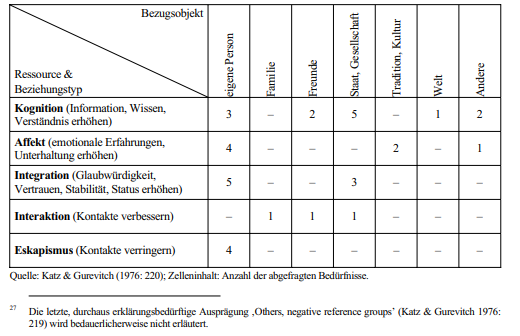 Bezugsobjekt
Ressource &
Beziehungstyp
eigene Person
Familie
Freunde
Staat, Gesellschaft
Tradition, Kultur
Welt
Andere
Kognition (Information, Wissen,
Verständnis erhöhen) 3 – 2 5 – 1 2
Affekt (emotionale Erfahrungen,
Unterhaltung erhöhen) 4 – – – 2 – 1
Integration (Glaubwürdigkeit,
Vertrauen, Stabilität, Status erhöhen) 5 – – 3 – – –
Interaktion (Kontakte verbessern) – 1 1 1 – – –
Eskapismus (Kontakte verringern) 4
Quelle: Katz & Gurevitch (1976: 220); Zelleninhalt: Anzahl der abgefragten Bedürfnisse.
27 Die letzte, durchaus erklärungsbedürftige Ausprägung ‚Others, negative reference groups' (Katz & Gurevitch 1976:
219) wird bedauerlicherweise nicht erläutert.